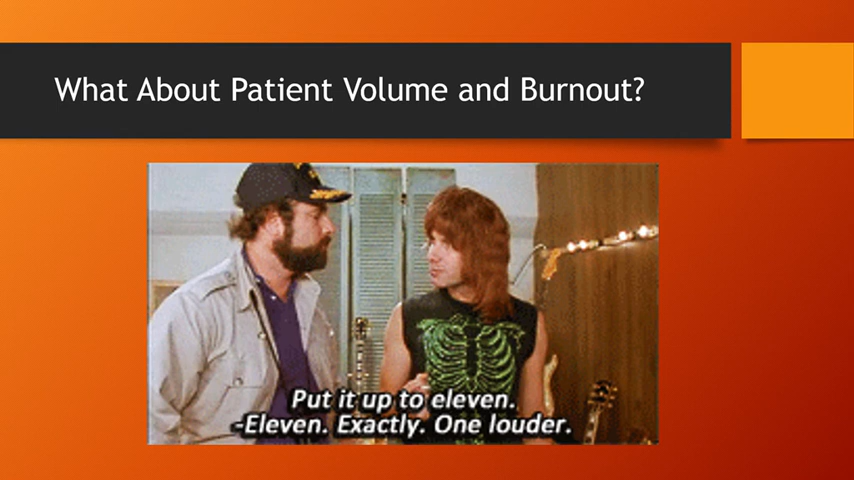 What About Patient Volume and Burnout?
Put it up to eleven.
-Eleven. Exactly. One louder.